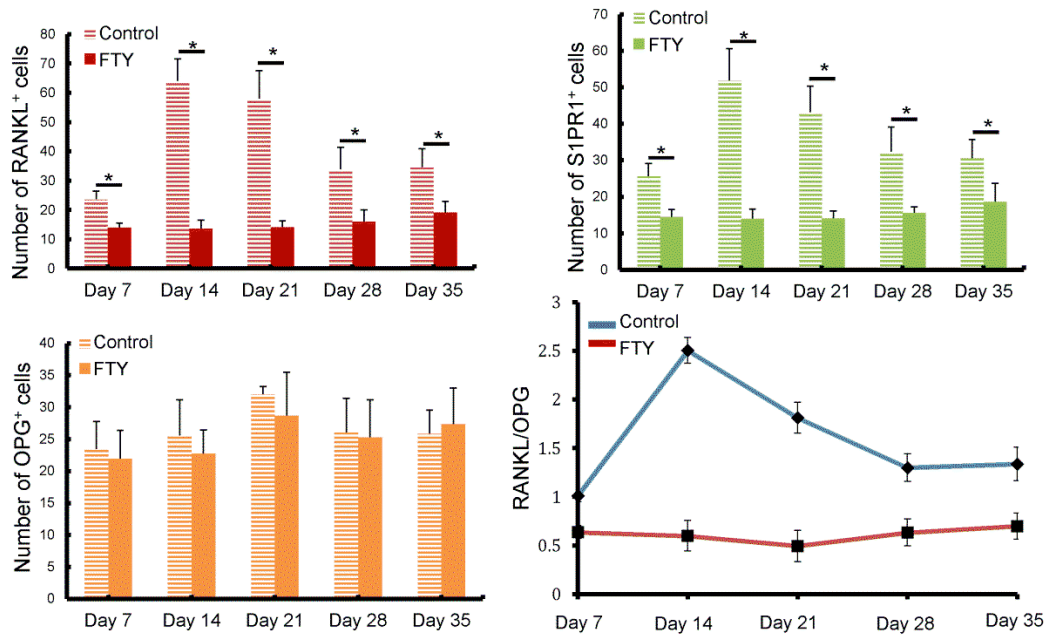 Number of RANKL⁺ cells
80
70
60
50
40
30
20
10
0
Control
FTY
*
*
*
*
*
Day 7 Day 14 Day 21 Day 28 Day 35
Number of S1PR1⁺ cells
70
60
50
40
30
20
10
0
Control
FTY
*
*
*
*
*
Day 7 Day 14 Day 21 Day 28 Day 35
Number of OPG⁺ cells
40
35
30
25
20
15
10
5
0
Control
FTY
Day 7 Day 14 Day 21 Day 28 Day 35
RANKL/OPG
3
2.5
2
1.5
1
0.5
0
Control
FTY
Day 7 Day 14 Day 21 Day 28 Day 35